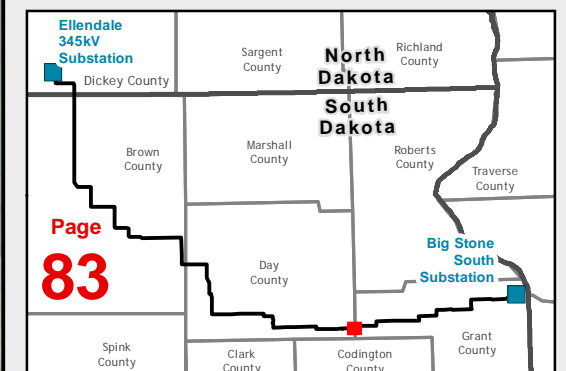 Ellendale
345kV
Substation
Dickey County
Sargent
County
Richland
County
North
Dakota
South
Dakota
Brown
County
Marshall
County
Roberts
County
Traverse
County
Page
83
Day
County
Big Stone
South
Substation
Spink
County
Clark
County
Codington
County
Grant
County